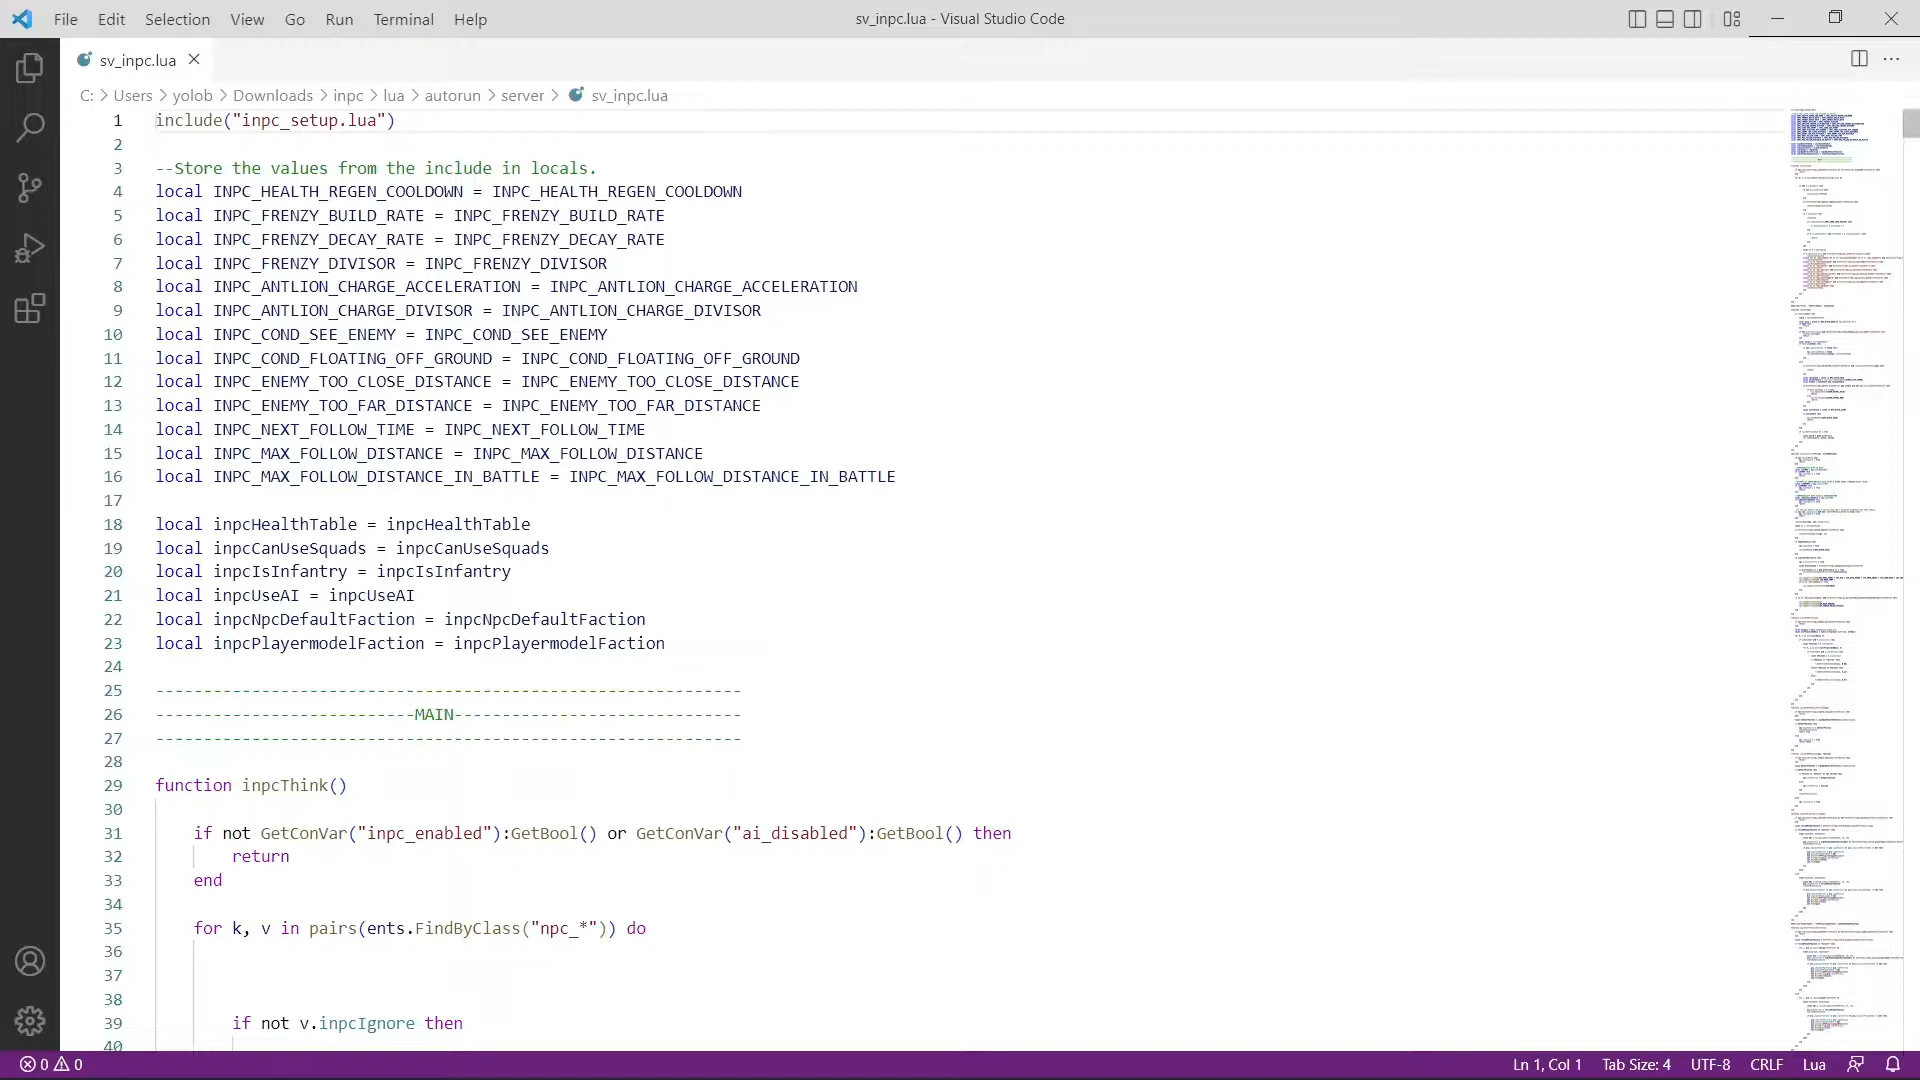 File Edit Selection View Go Run Terminal Help
sv_inpc.lua - Visual Studio Code
sv_inpc.lua
C: > Users > yolob > Downloads > inpc > lua > autorun > server > sv_inpc.lua
1 include("inpc_setup.lua")
2
3 --Store the values from the include in locals.
4 local INPC_HEALTH_REGEN_COOLDOWN = INPC_HEALTH_REGEN_COOLDOWN
5 local INPC_FRENZY_BUILD_RATE = INPC_FRENZY_BUILD_RATE
6 local INPC_FRENZY_DECAY_RATE = INPC_FRENZY_DECAY_RATE
7 local INPC_FRENZY_DIVISOR = INPC_FRENZY_DIVISOR
8 local INPC_ANTLION_CHARGE_ACCELERATION = INPC_ANTLION_CHARGE_ACCELERATION
9 local INPC_ANTLION_CHARGE_DIVISOR = INPC_ANTLION_CHARGE_DIVISOR
10 local INPC_COND_SEE_ENEMY = INPC_COND_SEE_ENEMY
11 local INPC_COND_FLOATING_OFF_GROUND = INPC_COND_FLOATING_OFF_GROUND
12 local INPC_ENEMY_TOO_CLOSE_DISTANCE = INPC_ENEMY_TOO_CLOSE_DISTANCE
13 local INPC_ENEMY_TOO_FAR_DISTANCE = INPC_ENEMY_TOO_FAR_DISTANCE
14 local INPC_NEXT_FOLLOW_TIME = INPC_NEXT_FOLLOW_TIME
15 local INPC_MAX_FOLLOW_DISTANCE = INPC_MAX_FOLLOW_DISTANCE
16 local INPC_MAX_FOLLOW_DISTANCE_IN_BATTLE = INPC_MAX_FOLLOW_DISTANCE_IN_BATTLE
17
18 local inpcHealthTable = inpcHealthTable
19 local inpcCanUseSquads = inpcCanUseSquads
20 local inpcIsInfantry = inpcIsInfantry
21 local inpcUseAI = inpcUseAI
22 local inpcNpcDefaultFaction = inpcNpcDefaultFaction
23 local inpcPlayermodelFaction = inpcPlayermodelFaction
24
25 -------------------------------------------------------------
26 ---------------------------MAIN------------------------------
27 -------------------------------------------------------------
28
29 function inpcThink()
30
31 if not GetConVar("inpc_enabled"):GetBool() or GetConVar("ai_disabled"):GetBool() then
32 return
33 end
34
35 for k, v in pairs(ents.FindByClass("npc_*")) do
36
37
38
39 if not v.inpcIgnore then
40
0 0
Ln 1, Col 1 Tab Size: 4 UTF-8 CRLF Lua